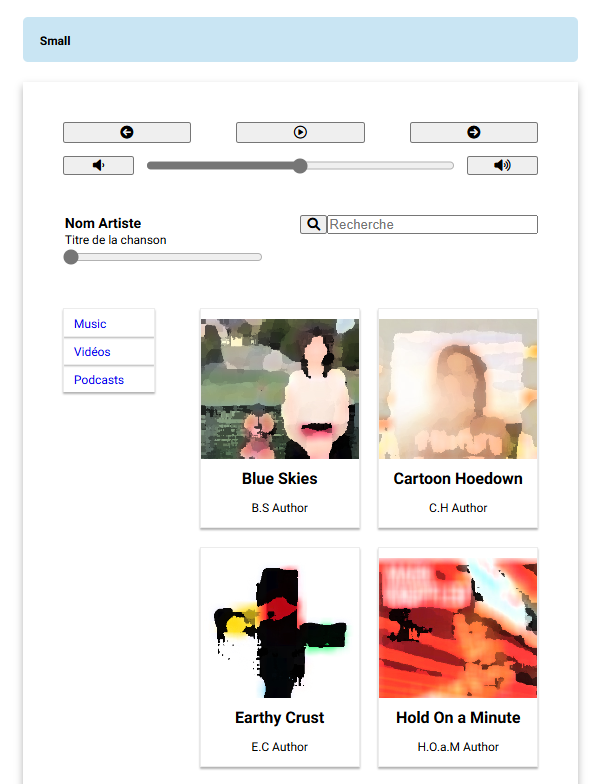 Small
Nom Artiste
Titre de la chanson
Recherche
Music
Vidéos
Podcasts
Blue Skies
B.S Author
Cartoon Hoedown
C.H Author
Earthy Crust
E.C Author
Hold On a Minute
H.O.a.M Author